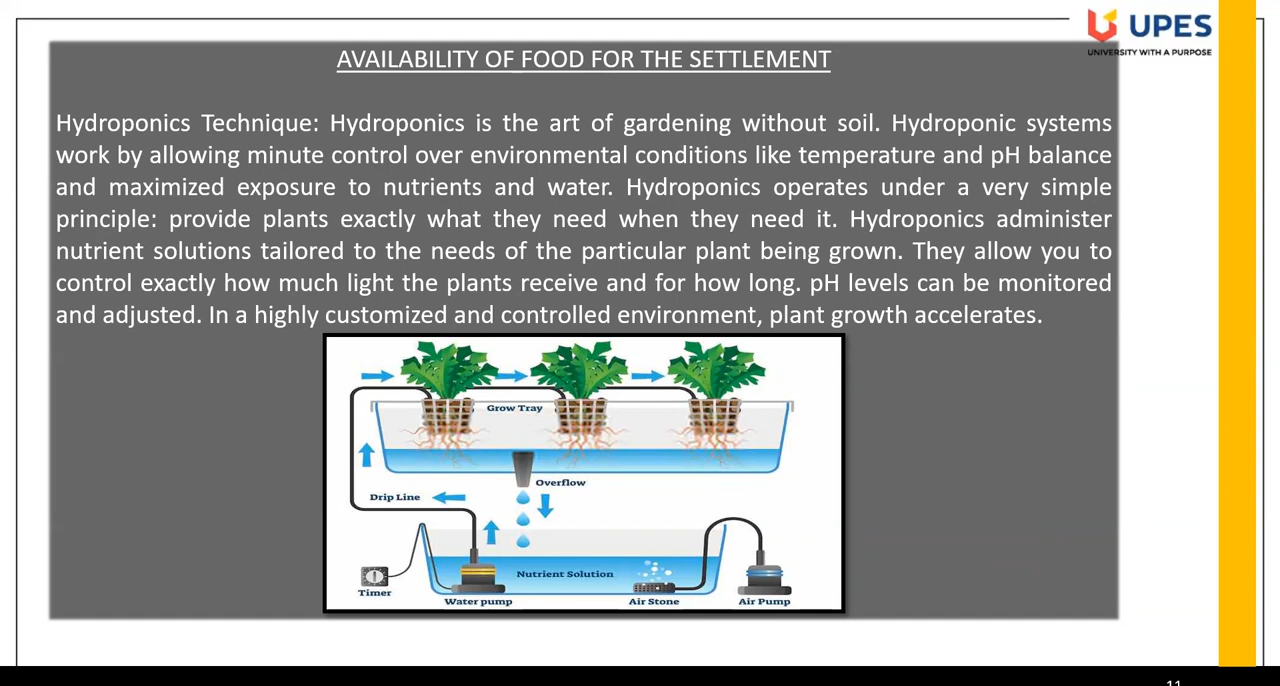 UPES
UNIVERSITY WITH A PURPOSE
AVAILABILITY OF FOOD FOR THE SETTLEMENT
Hydroponics Technique: Hydroponics is the art of gardening without soil. Hydroponic systems
work by allowing minute control over environmental conditions like temperature and pH balance
and maximized exposure to nutrients and water. Hydroponics operates under a very simple
principle: provide plants exactly what they need when they need it. Hydroponics administer
nutrient solutions tailored to the needs of the particular plant being grown. They allow you to
control exactly how much light the plants receive and for how long. pH levels can be monitored
and adjusted. In a highly customized and controlled environment, plant growth accelerates.
Grow Tray
Overflow
Drip Line
Nutrient Solution
Timer
Water pump
Air Stone
Air Pump
11